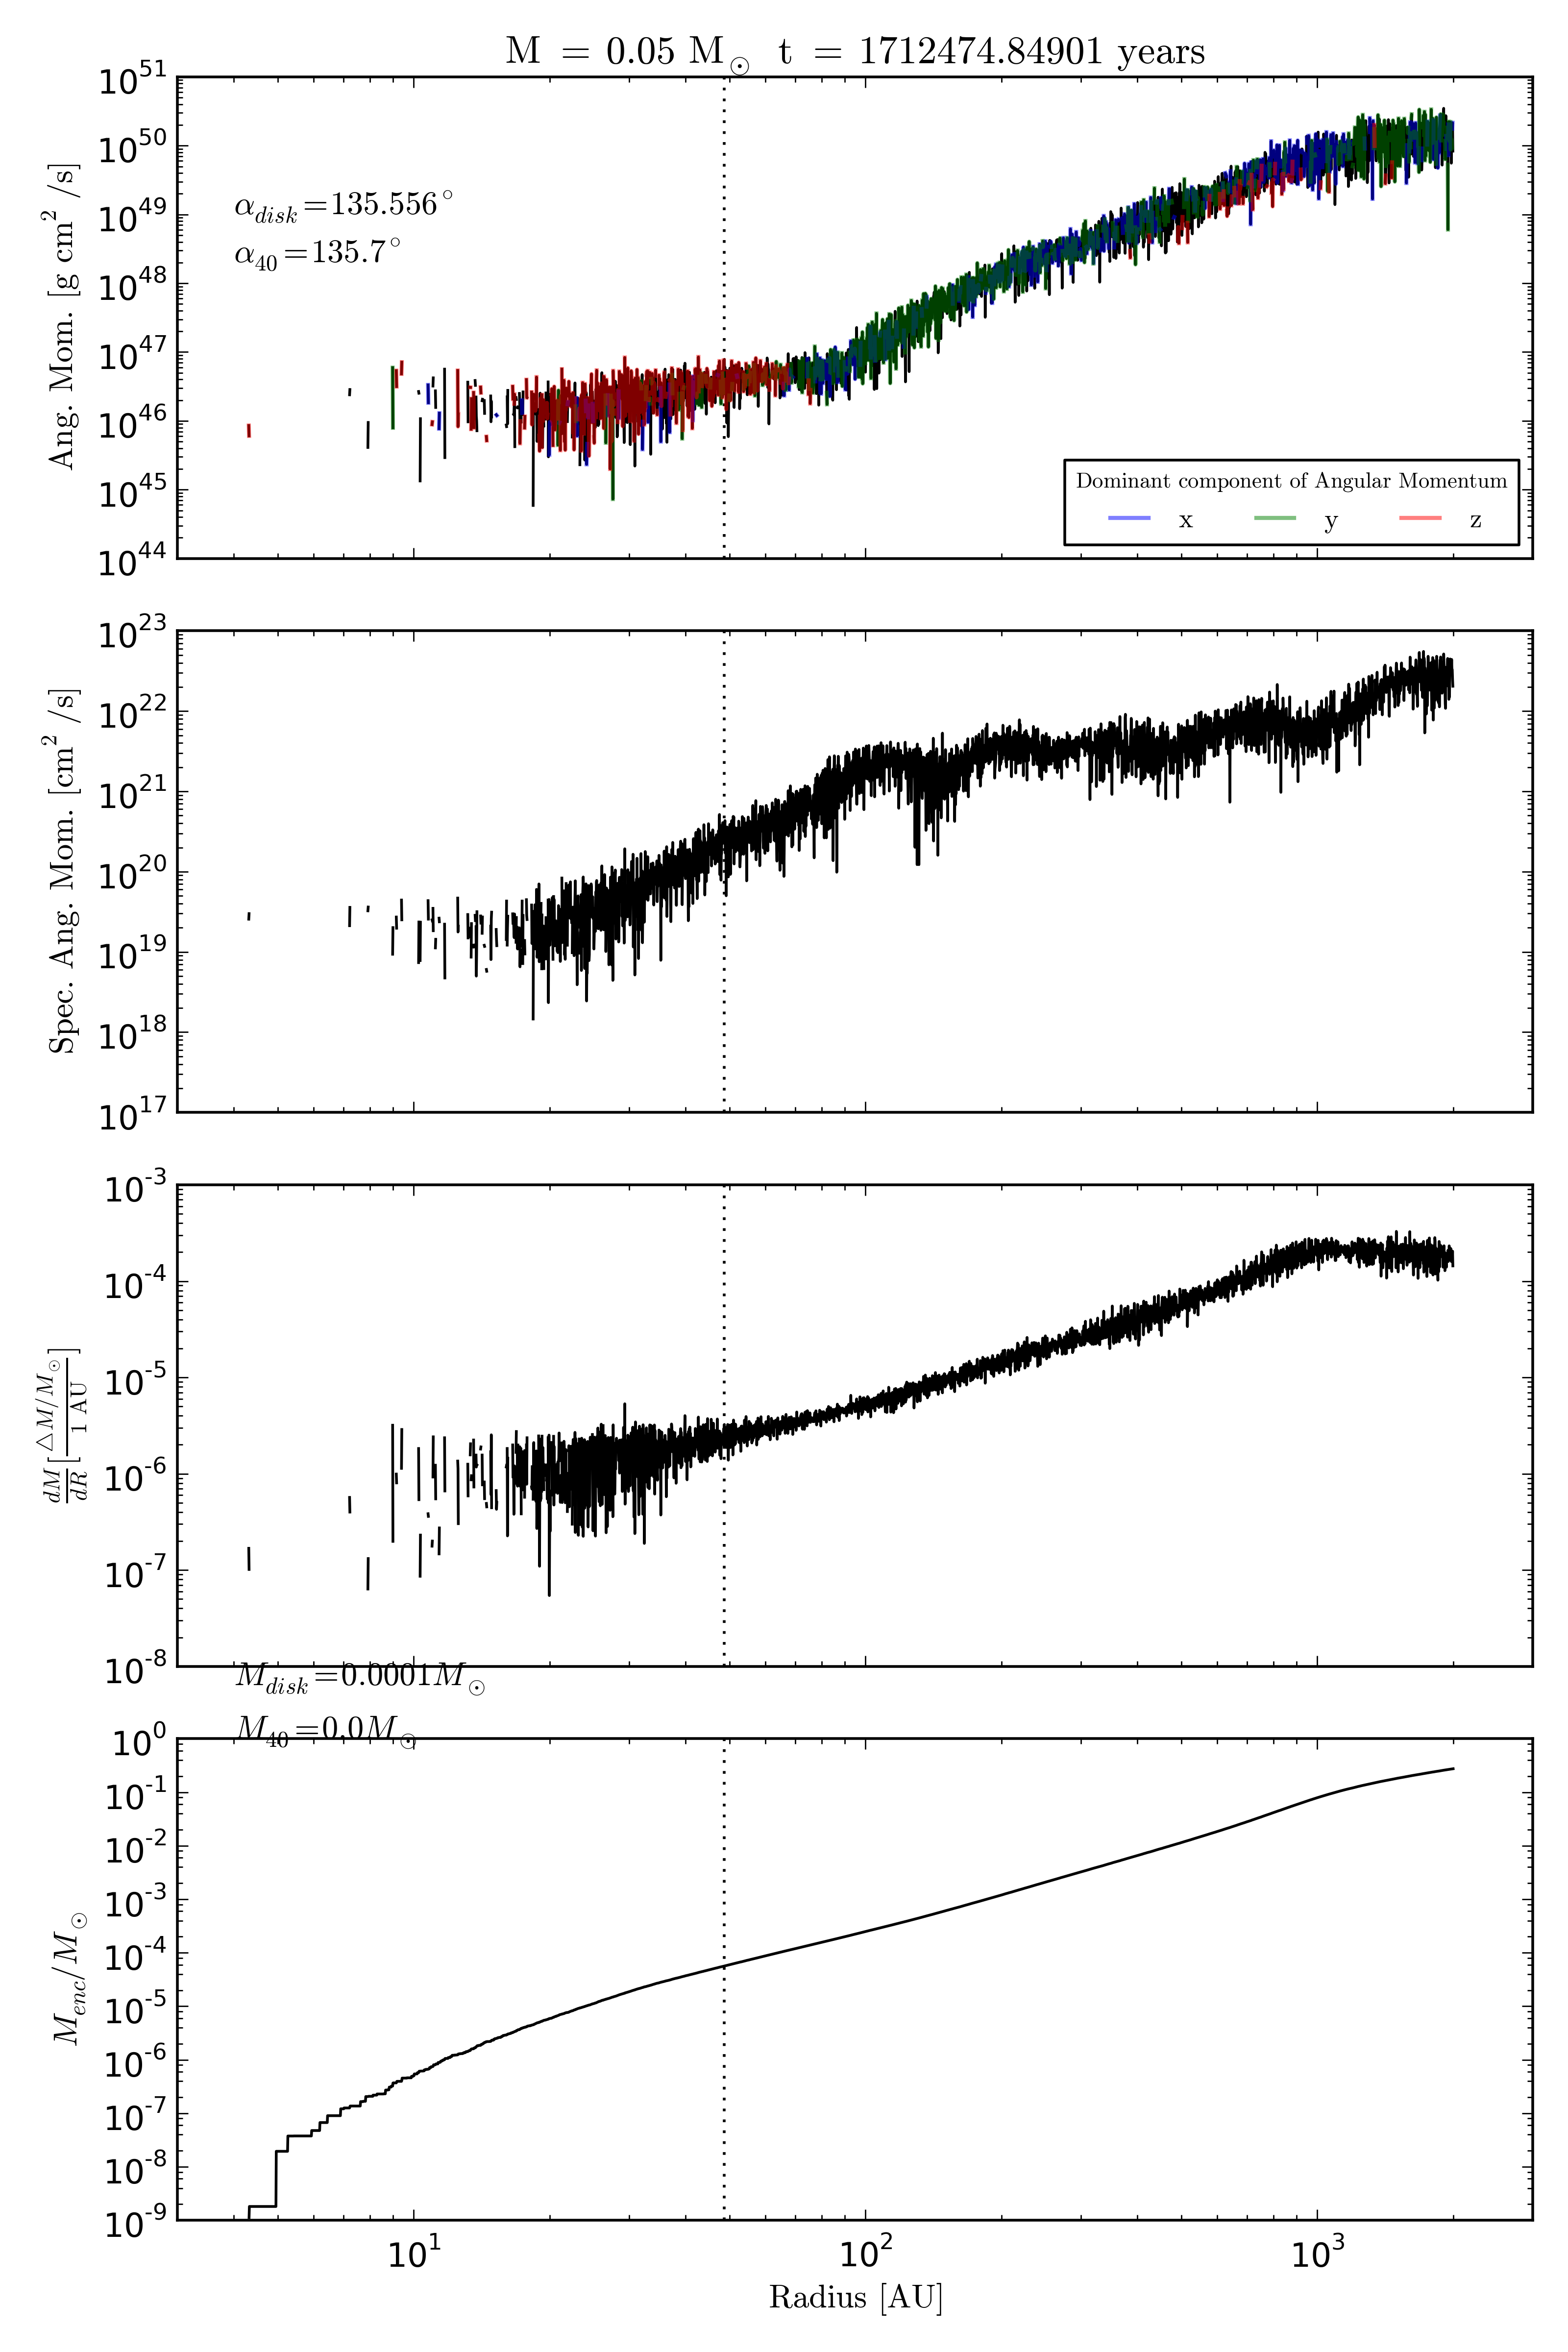 M = 0.05 M⊙ t = 1712474.84901 years
10^51
10^50
10^49
10^48
10^47
10^46
10^45
10^44
Ang. Mom. [g cm² /s]
α_disk=135.556°
α_40=135.7°
Dominant component of Angular Momentum
x y z
10^23
10^22
10^21
10^20
10^19
10^18
10^17
Spec. Ang. Mom. [cm² /s]
10^-3
10^-4
10^-5
10^-6
10^-7
10^-8
dM/dR [△M/M⊙ / 1 AU]
M_disk=0.0001M⊙
M_40=0.0M⊙
10^0
10^-1
10^-2
10^-3
10^-4
10^-5
10^-6
10^-7
10^-8
10^-9
M_enc/M⊙
10^1 10^2 10^3
Radius [AU]